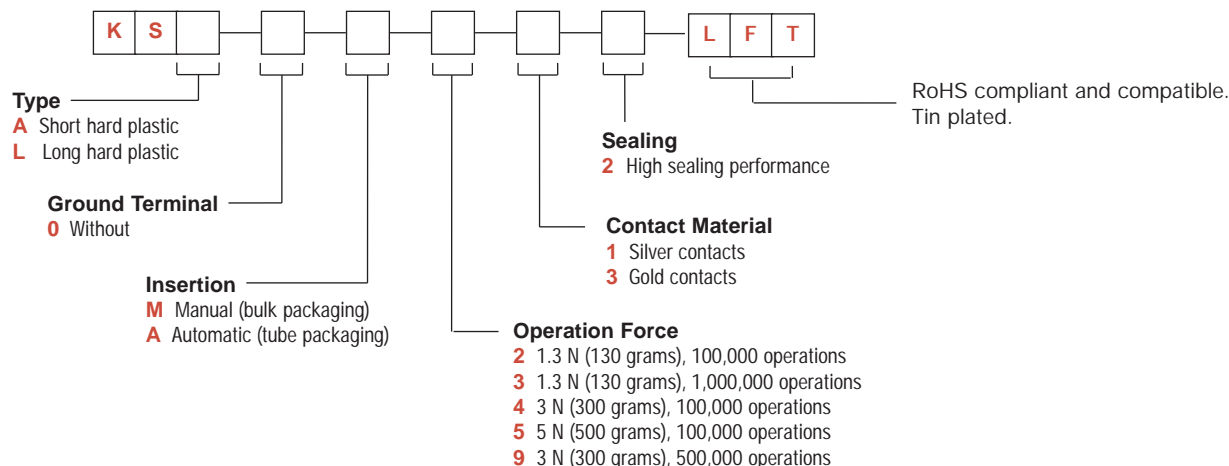 K S L F T
RoHS compliant and compatible.
Tin plated.
Type
A Short hard plastic
L Long hard plastic
Sealing
2 High sealing performance
Ground Terminal
0 Without
Contact Material
1 Silver contacts
3 Gold contacts
Insertion
M Manual (bulk packaging)
A Automatic (tube packaging)
Operation Force
2 1.3 N (130 grams), 100,000 operations
3 1.3 N (130 grams), 1,000,000 operations
4 3 N (300 grams), 100,000 operations
5 5 N (500 grams), 100,000 operations
9 3 N (300 grams), 500,000 operations